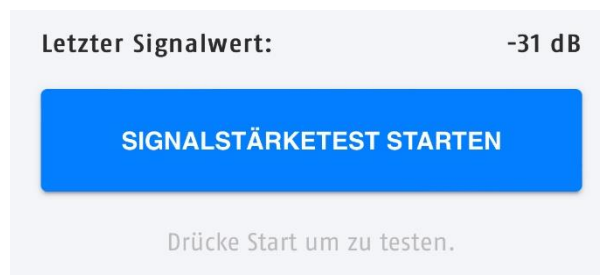 Letzter Signalwert: -31 dB
SIGNALSTÄRKETEST STARTEN
Drücke Start um zu testen.